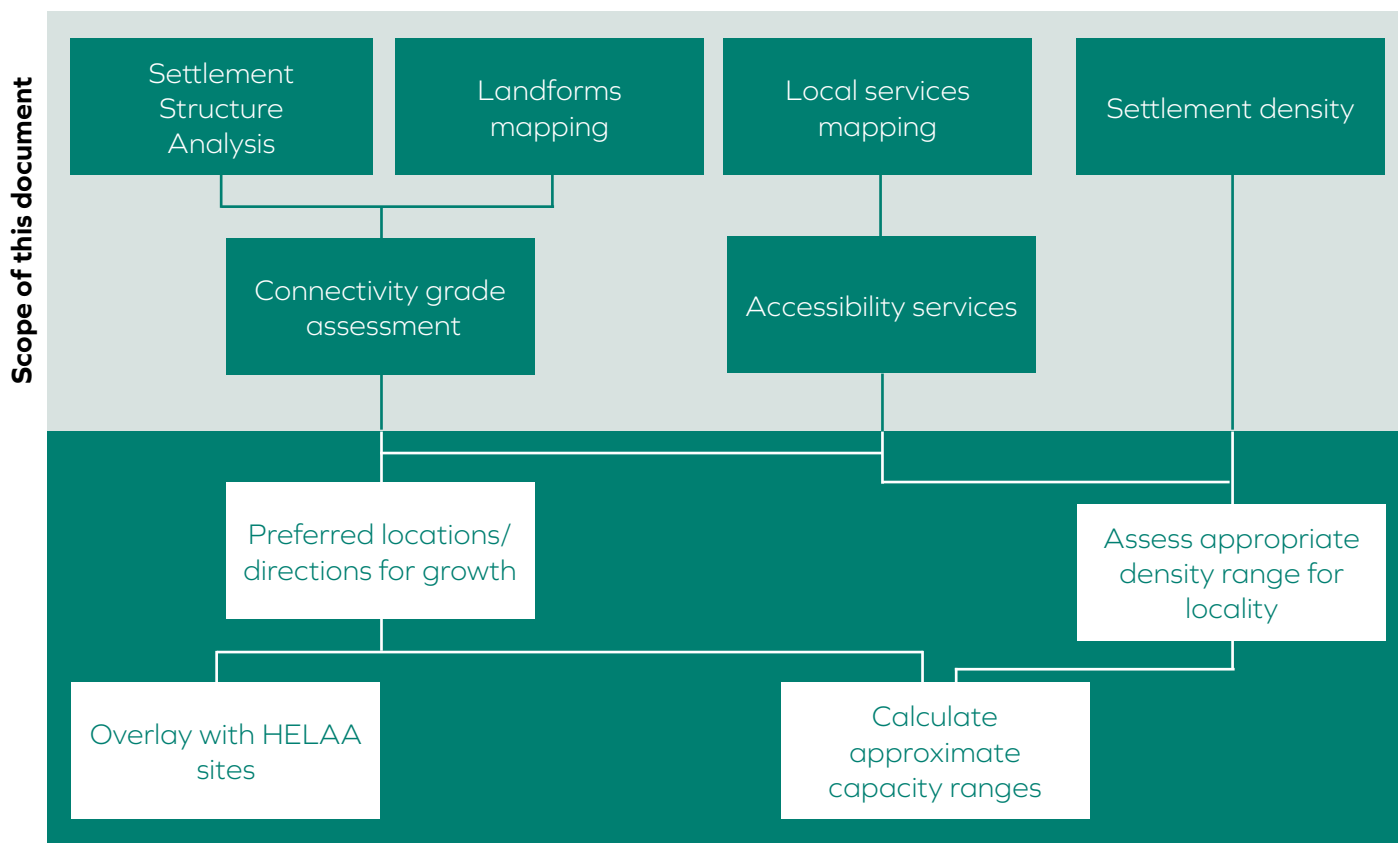 Scope of this document
Settlement
Structure
Analysis
Landforms
mapping
Local services
mapping
Settlement density
Connectivity grade
assessment
Accessibility services
Preferred locations/
directions for growth
Assess appropriate
density range for
locality
Overlay with HELAA
sites
Calculate
approximate
capacity ranges